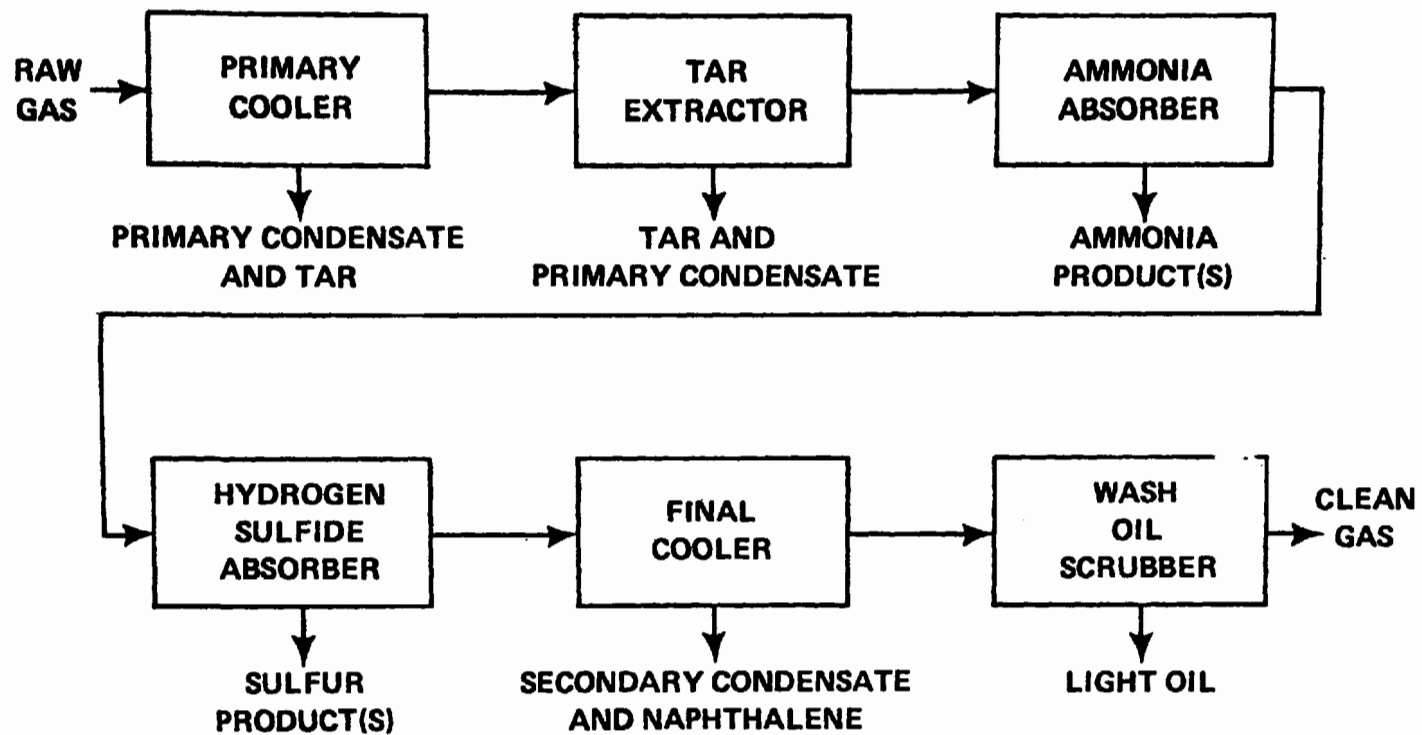 RAW
GAS
PRIMARY
COOLER
TAR
EXTRACTOR
AMMONIA
ABSORBER
PRIMARY CONDENSATE
AND TAR
TAR AND
PRIMARY CONDENSATE
AMMONIA
PRODUCT(S)
HYDROGEN
SULFIDE
ABSORBER
FINAL
COOLER
WASH
OIL
SCRUBBER
CLEAN
GAS
SULFUR
PRODUCT(S)
SECONDARY CONDENSATE
AND NAPHTHALENE
LIGHT OIL